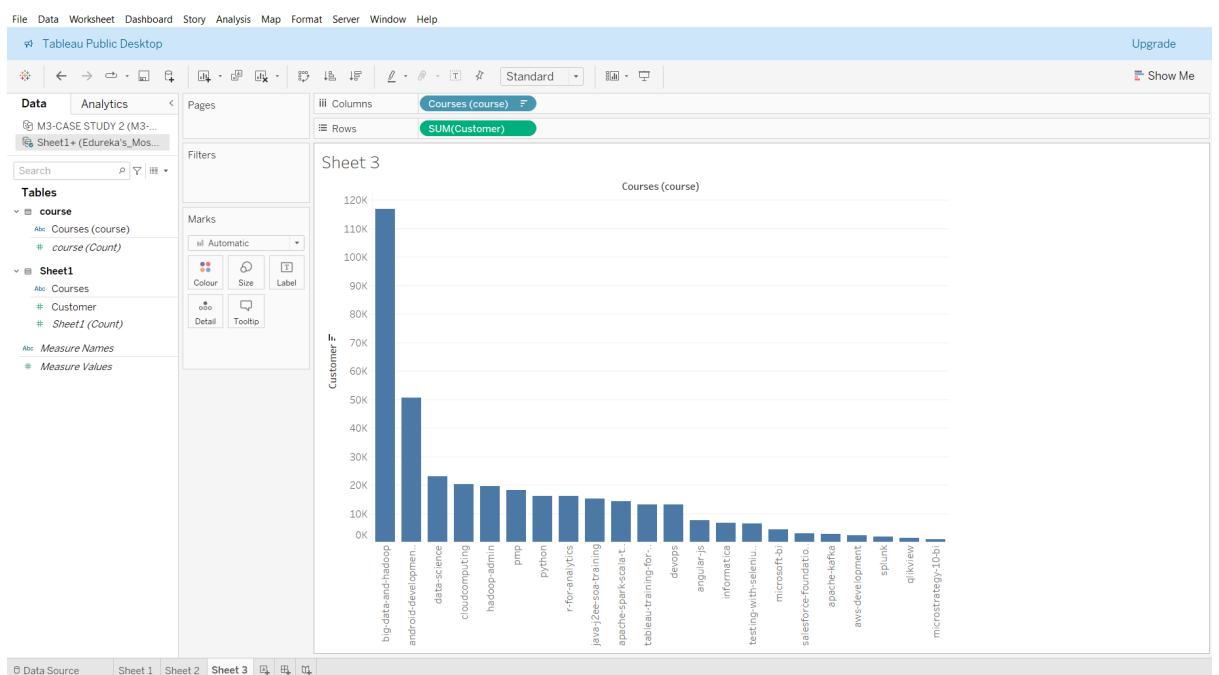 File Data Worksheet Dashboard Story Analysis Map Format Server Window Help
Tableau Public Desktop Upgrade
Standard Show Me
Data Analytics
M3-CASE STUDY 2 (M3-...
Sheet1+ (Edureka's_Mos...
Search
Tables
course
Abc Courses (course)
# course (Count)
Sheet1
Abc Courses
# Customer
# Sheet1 (Count)
Abc Measure Names
# Measure Values
Pages
Filters
Marks
Automatic
Colour Size Label
Detail Tooltip
Columns Courses (course)
Rows SUM(Customer)
Sheet 3
Courses (course)
Customer
120K
110K
100K
90K
80K
70K
60K
50K
40K
30K
20K
10K
0K
big-data-and-hadoop
android-developmen..
data-science
cloudcomputing
hadoop-admin
pmp
python
r-for-analytics
java-j2ee-soa-training
apache-spark-scala-t..
tableau-training-for-..
devops
angular-js
informatica
testing-with-seleniu..
microsoft-bi
salesforce-foundatio..
apache-kafka
aws-development
splunk
qlikview
microstrategy-10-bi
Data Source Sheet 1 Sheet 2 Sheet 3